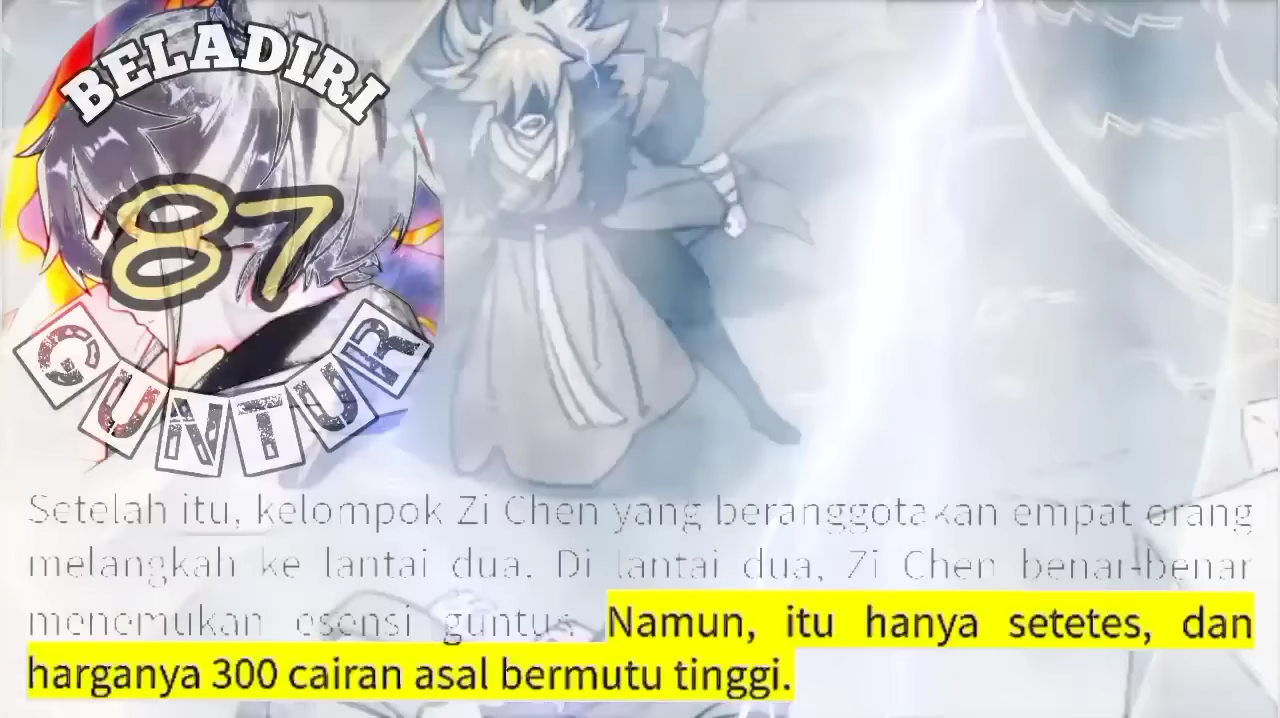 BELADIRI
87
GUNTUR
Setelah itu, kelompok Zi Chen yang beranggotakan empat orang
melangkah ke lantai dua. Di lantai dua, Zi Chen benar-benar
menemukan esensi guntur. Namun, itu hanya setetes, dan
harganya 300 cairan asal bermutu tinggi.